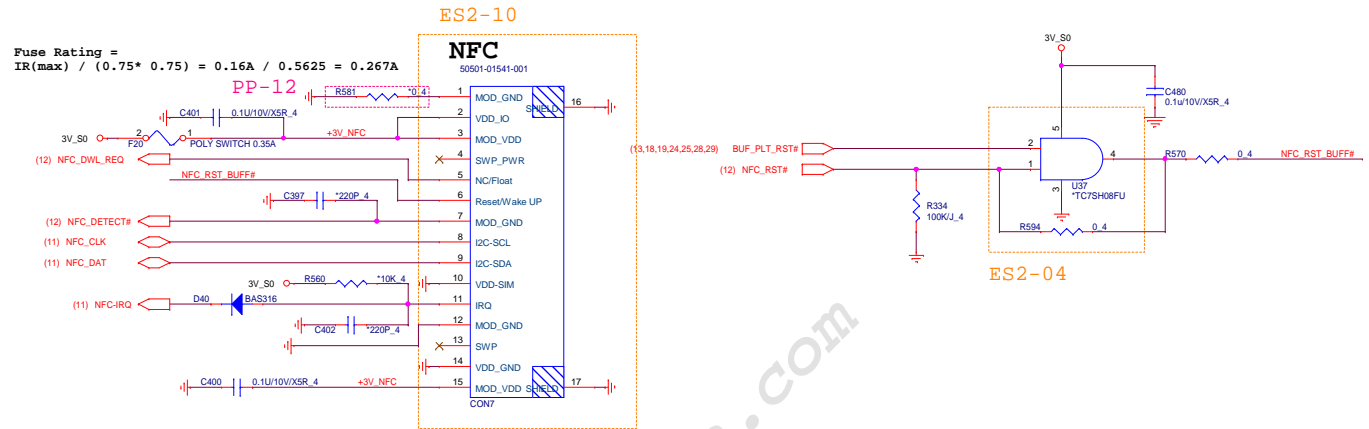 ES2-10
Fuse Rating =
IR(max) / (0.75* 0.75) = 0.16A / 0.5625 = 0.267A
NFC
50501-01541-001
PP-12
R581 *0_4
1 MOD_GND
SHIELD 16
C401 0.1U/10V/X5R_4
2 VDD_IO
3V_S0 2 1 +3V_NFC
3 MOD_VDD
F20 POLY SWITCH 0.35A
(12) NFC_DWL_REQ
4 SWP_PWR
NFC_RST_BUFF#
5 NC/Float
C397 *220P_4
6 Reset/Wake UP
(12) NFC_DETECT#
7 MOD_GND
(11) NFC_CLK
8 I2C-SCL
(11) NFC_DAT
9 I2C-SDA
3V_S0 R560 *10K_4
10 VDD-SIM
(11) NFC-IRQ D40 BAS316
11 IRQ
C402 *220P_4
12 MOD_GND
13 SWP
14 VDD_GND
C400 0.1U/10V/X5R_4 +3V_NFC
15 MOD_VDD SHIELD 17
CON7
3V_S0
C480
0.1u/10V/X5R_4
5
(13,18,19,24,25,28,29) BUF_PLT_RST# 2
4 R570 0_4 NFC_RST_BUFF#
(12) NFC_RST# 1
3 U37
*TC7SH08FU
R334
100K/J_4
R594 0_4
ES2-04
.com